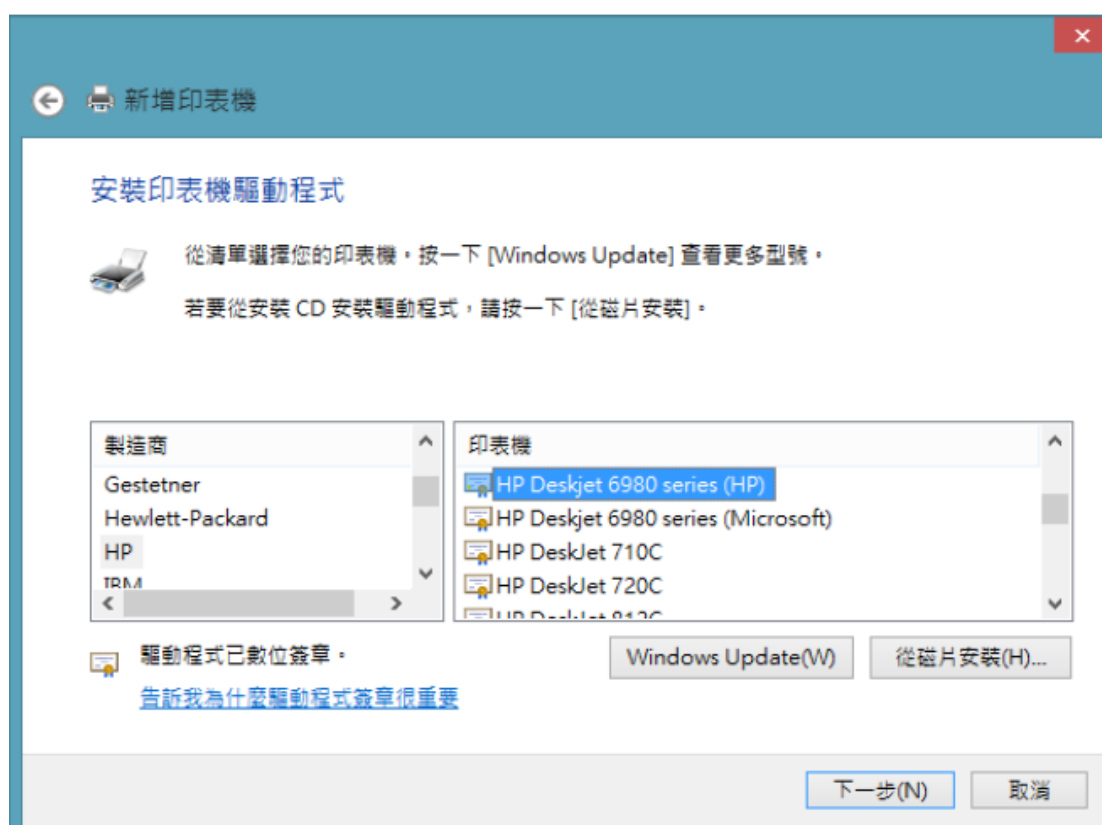 新增印表機
安裝印表機驅動程式
從清單選擇您的印表機，按一下 [Windows Update] 查看更多型號。
若要從安裝 CD 安裝驅動程式，請按一下 [從磁片安裝]。
製造商
Gestetner
Hewlett-Packard
HP
IBM
印表機
HP Deskjet 6980 series (HP)
HP Deskjet 6980 series (Microsoft)
HP DeskJet 710C
HP DeskJet 720C
HP DeskJet 812C
驅動程式已數位簽章。
告訴我為什麼驅動程式簽章很重要
Windows Update(W)
從磁片安裝(H)...
下一步(N)
取消